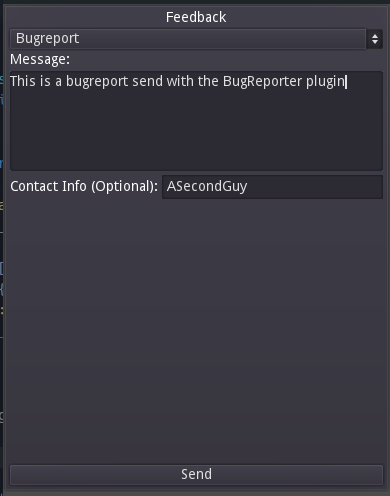 Feedback
Bugreport
Message:
This is a bugreport send with the BugReporter plugin
Contact Info (Optional): ASecondGuy
Send